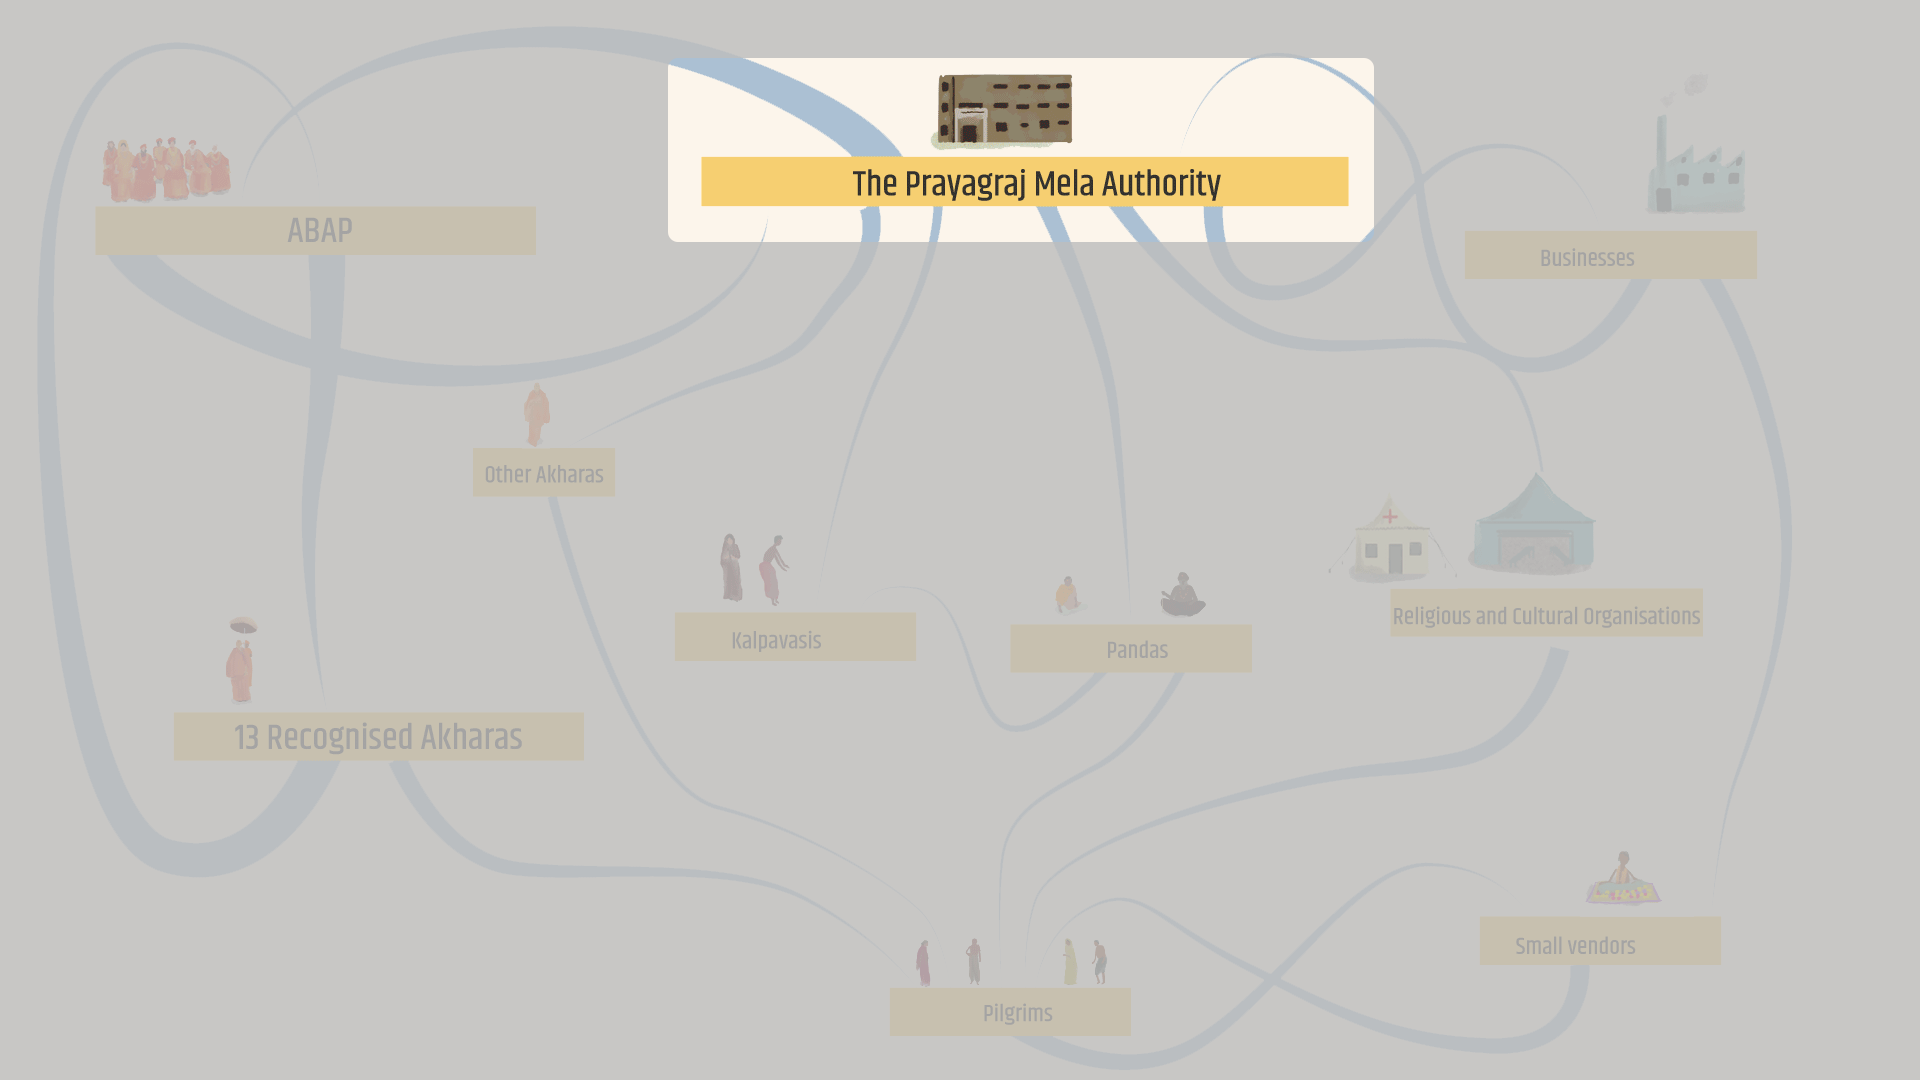 The Prayagraj Mela Authority
ABAP
Businesses
Other Akharas
Religious and Cultural Organisations
Kalpavasis
Pandas
13 Recognised Akharas
Small vendors
Pilgrims